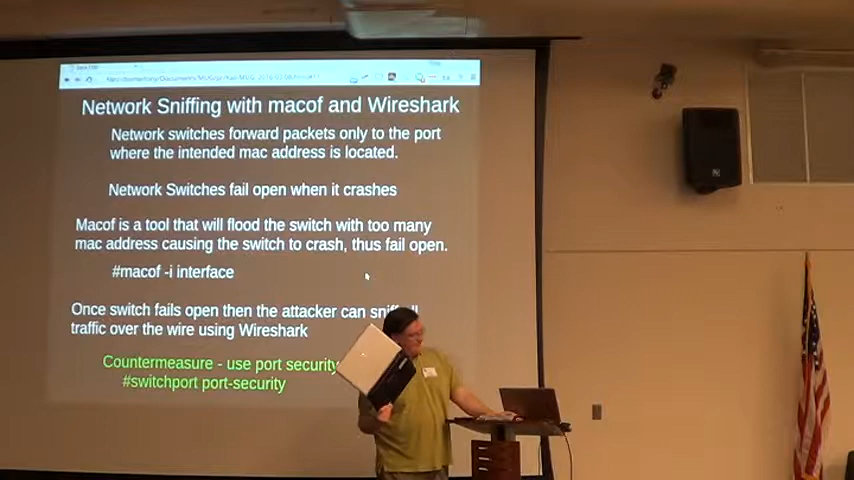 Network Sniffing with macof and Wireshark
Network switches forward packets only to the port
where the intended mac address is located.
Network Switches fail open when it crashes
Macof is a tool that will flood the switch with too many
mac address causing the switch to crash, thus fail open.
#macof -i interface
Once switch fails open then the attacker can
traffic over the wire using Wireshark
Countermeasure - use port security
#switchport port-security